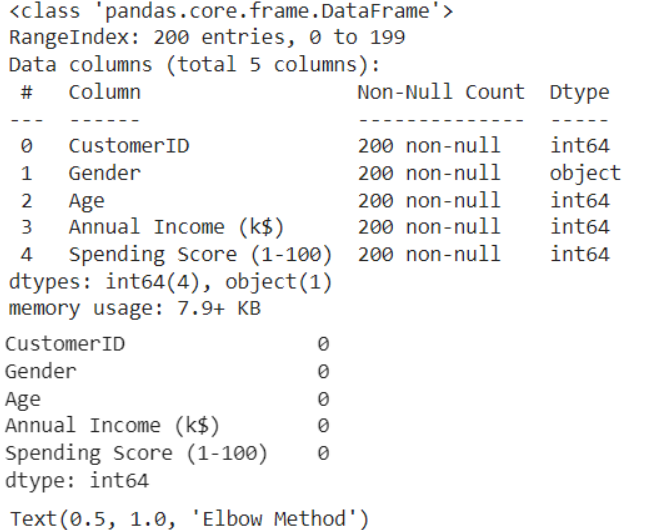 <class 'pandas.core.frame.DataFrame'>
RangeIndex: 200 entries, 0 to 199
Data columns (total 5 columns):
 #   Column                  Non-Null Count  Dtype
---  ------                  --------------  -----
 0   CustomerID              200 non-null    int64
 1   Gender                  200 non-null    object
 2   Age                     200 non-null    int64
 3   Annual Income (k$)      200 non-null    int64
 4   Spending Score (1-100)  200 non-null    int64
dtypes: int64(4), object(1)
memory usage: 7.9+ KB
CustomerID                0
Gender                    0
Age                       0
Annual Income (k$)        0
Spending Score (1-100)    0
dtype: int64
Text(0.5, 1.0, 'Elbow Method')